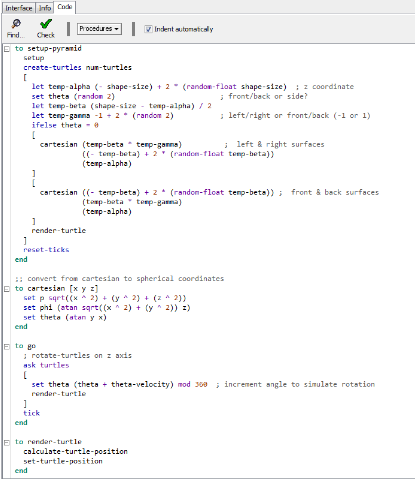 Interface Info Code
Find... Check Procedures Indent automatically
to setup-pyramid
setup
create-turtles num-turtles
[
let temp-alpha (- shape-size) + 2 * (random-float shape-size) ; z coordinate
set theta (random 2) ; front/back or side?
let temp-beta (shape-size - temp-alpha) / 2
let temp-gamma -1 + 2 * (random 2) ; left/right or front/back (-1 or 1)
ifelse theta = 0
[
cartesian (temp-beta * temp-gamma) ; left & right surfaces
((- temp-beta) + 2 * (random-float temp-beta))
(temp-alpha)
]
[
cartesian ((- temp-beta) + 2 * (random-float temp-beta)) ; front & back surfaces
(temp-beta * temp-gamma)
(temp-alpha)
]
render-turtle
]
reset-ticks
end
;; convert from cartesian to spherical coordinates
to cartesian [x y z]
set p sqrt((x ^ 2) + (y ^ 2) + (z ^ 2))
set phi (atan sqrt((x ^ 2) + (y ^ 2)) z)
set theta (atan y x)
end
to go
; rotate-turtles on z axis
ask turtles
[
set theta (theta + theta-velocity) mod 360 ; increment angle to simulate rotation
render-turtle
]
tick
end
to render-turtle
calculate-turtle-position
set-turtle-position
end